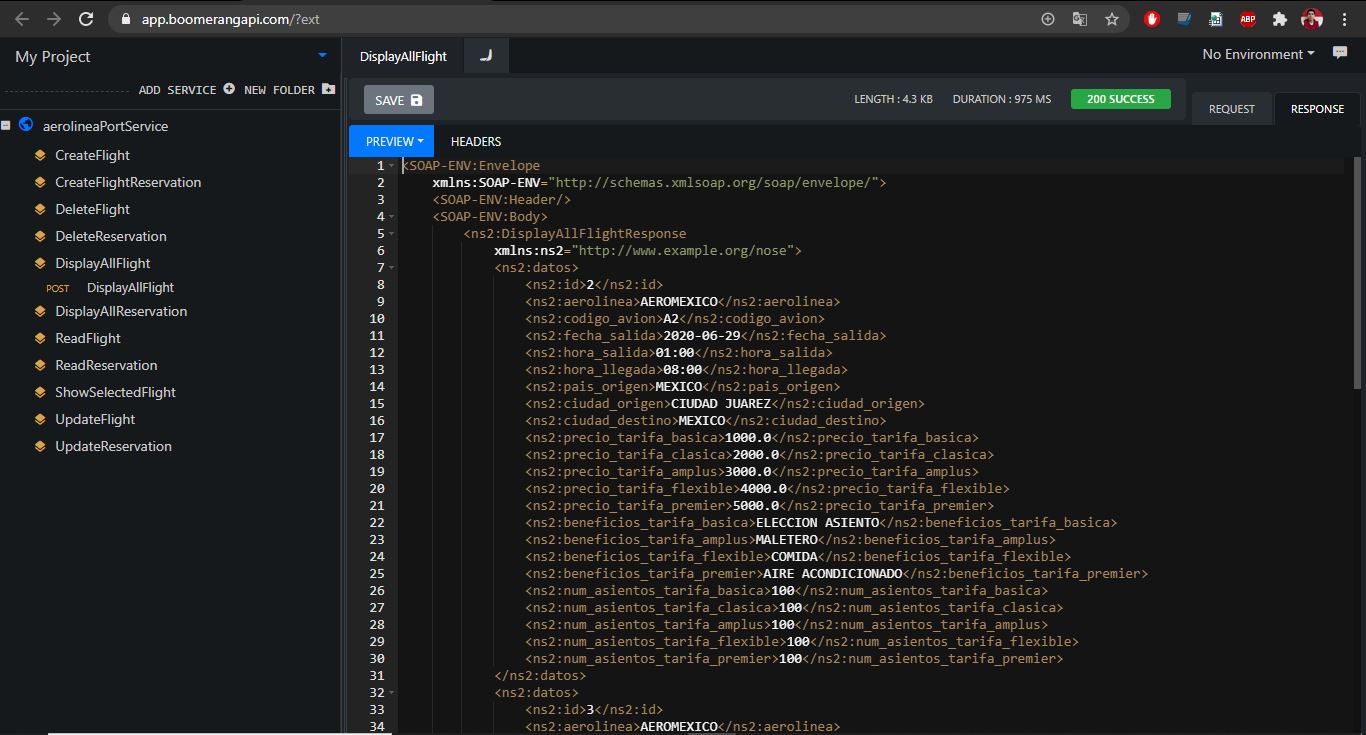 app.boomerangapi.com/?ext
ABP
My Project
ADD SERVICE NEW FOLDER
aerolineaPortService
CreateFlight
CreateFlightReservation
DeleteFlight
DeleteReservation
DisplayAllFlight
POST DisplayAllFlight
DisplayAllReservation
ReadFlight
ReadReservation
ShowSelectedFlight
UpdateFlight
UpdateReservation
DisplayAllFlight
No Environment
SAVE
LENGTH : 4.3 KB DURATION : 975 MS 200 SUCCESS
REQUEST RESPONSE
PREVIEW HEADERS
1 <SOAP-ENV:Envelope
2 xmlns:SOAP-ENV="http://schemas.xmlsoap.org/soap/envelope/">
3 <SOAP-ENV:Header/>
4 <SOAP-ENV:Body>
5 <ns2:DisplayAllFlightResponse
6 xmlns:ns2="http://www.example.org/nose">
7 <ns2:datos>
8 <ns2:id>2</ns2:id>
9 <ns2:aerolinea>AEROMEXICO</ns2:aerolinea>
10 <ns2:codigo_avion>A2</ns2:codigo_avion>
11 <ns2:fecha_salida>2020-06-29</ns2:fecha_salida>
12 <ns2:hora_salida>01:00</ns2:hora_salida>
13 <ns2:hora_llegada>08:00</ns2:hora_llegada>
14 <ns2:pais_origen>MEXICO</ns2:pais_origen>
15 <ns2:ciudad_origen>CIUDAD JUAREZ</ns2:ciudad_origen>
16 <ns2:ciudad_destino>MEXICO</ns2:ciudad_destino>
17 <ns2:precio_tarifa_basica>1000.0</ns2:precio_tarifa_basica>
18 <ns2:precio_tarifa_clasica>2000.0</ns2:precio_tarifa_clasica>
19 <ns2:precio_tarifa_amplus>3000.0</ns2:precio_tarifa_amplus>
20 <ns2:precio_tarifa_flexible>4000.0</ns2:precio_tarifa_flexible>
21 <ns2:precio_tarifa_premier>5000.0</ns2:precio_tarifa_premier>
22 <ns2:beneficios_tarifa_basica>ELECCION ASIENTO</ns2:beneficios_tarifa_basica>
23 <ns2:beneficios_tarifa_amplus>MALETERO</ns2:beneficios_tarifa_amplus>
24 <ns2:beneficios_tarifa_flexible>COMIDA</ns2:beneficios_tarifa_flexible>
25 <ns2:beneficios_tarifa_premier>AIRE ACONDICIONADO</ns2:beneficios_tarifa_premier>
26 <ns2:num_asientos_tarifa_basica>100</ns2:num_asientos_tarifa_basica>
27 <ns2:num_asientos_tarifa_clasica>100</ns2:num_asientos_tarifa_clasica>
28 <ns2:num_asientos_tarifa_amplus>100</ns2:num_asientos_tarifa_amplus>
29 <ns2:num_asientos_tarifa_flexible>100</ns2:num_asientos_tarifa_flexible>
30 <ns2:num_asientos_tarifa_premier>100</ns2:num_asientos_tarifa_premier>
31 </ns2:datos>
32 <ns2:datos>
33 <ns2:id>3</ns2:id>
34 <ns2:aerolinea>AEROMEXICO</ns2:aerolinea>